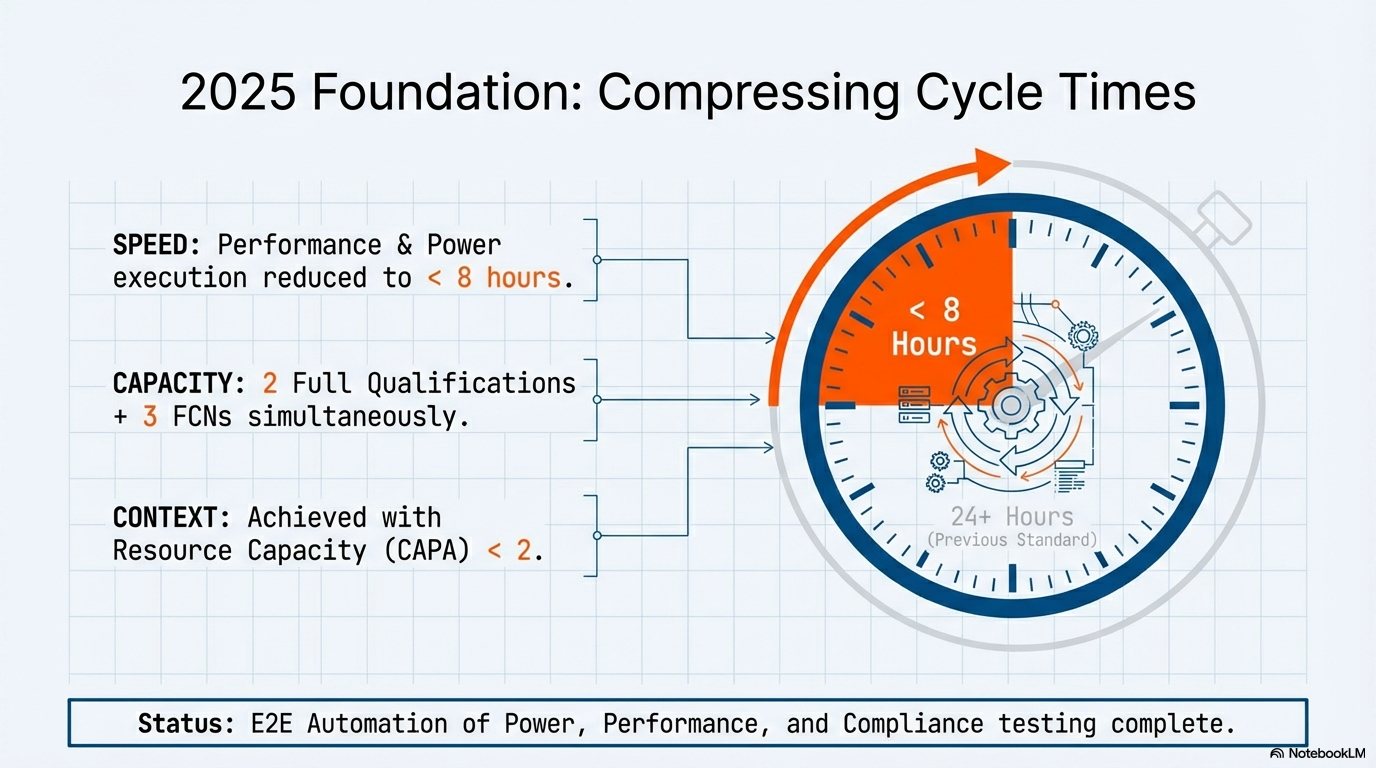 2025 Foundation: Compressing Cycle Times
SPEED: Performance & Power
execution reduced to < 8 hours.
CAPACITY: 2 Full Qualifications
+ 3 FCNs simultaneously.
CONTEXT: Achieved with
Resource Capacity (CAPA) < 2.
< 8
Hours
24+ Hours
(Previous Standard)
Status: E2E Automation of Power, Performance, and Compliance testing complete.
NotebookLM